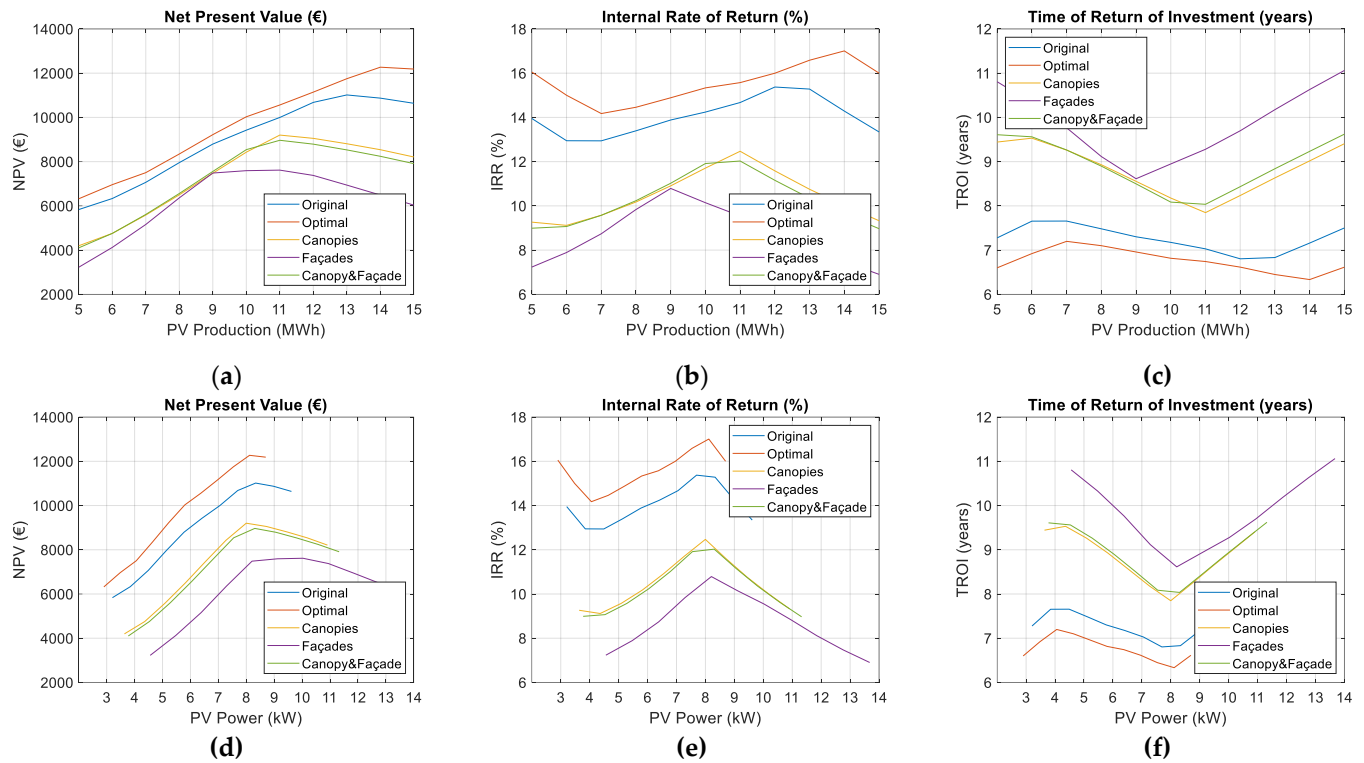 Net Present Value (€)
14000
12000
10000
8000
6000
4000
2000
NPV (€)
5 6 7 8 9 10 11 12 13 14 15
PV Production (MWh)
Original
Optimal
Canopies
Façades
Canopy&Façade
(a)
Internal Rate of Return (%)
18
16
14
12
10
8
6
IRR (%)
5 6 7 8 9 10 11 12 13 14 15
PV Production (MWh)
Original
Optimal
Canopies
Façades
Canopy&Façade
(b)
Time of Return of Investment (years)
12
11
10
9
8
7
6
TROI (years)
5 6 7 8 9 10 11 12 13 14 15
PV Production (MWh)
Original
Optimal
Canopies
Façades
Canopy&Façade
(c)
Net Present Value (€)
14000
12000
10000
8000
6000
4000
2000
NPV (€)
3 4 5 6 7 8 9 10 11 12 13 14
PV Power (kW)
Original
Optimal
Canopies
Façades
Canopy&Façade
(d)
Internal Rate of Return (%)
18
16
14
12
10
8
6
IRR (%)
3 4 5 6 7 8 9 10 11 12 13 14
PV Power (kW)
Original
Optimal
Canopies
Façades
Canopy&Façade
(e)
Time of Return of Investment (years)
12
11
10
9
8
7
6
TROI (years)
3 4 5 6 7 8 9 10 11 12 13 14
PV Power (kW)
Original
Optimal
Canopies
Façades
Canopy&Façade
(f)